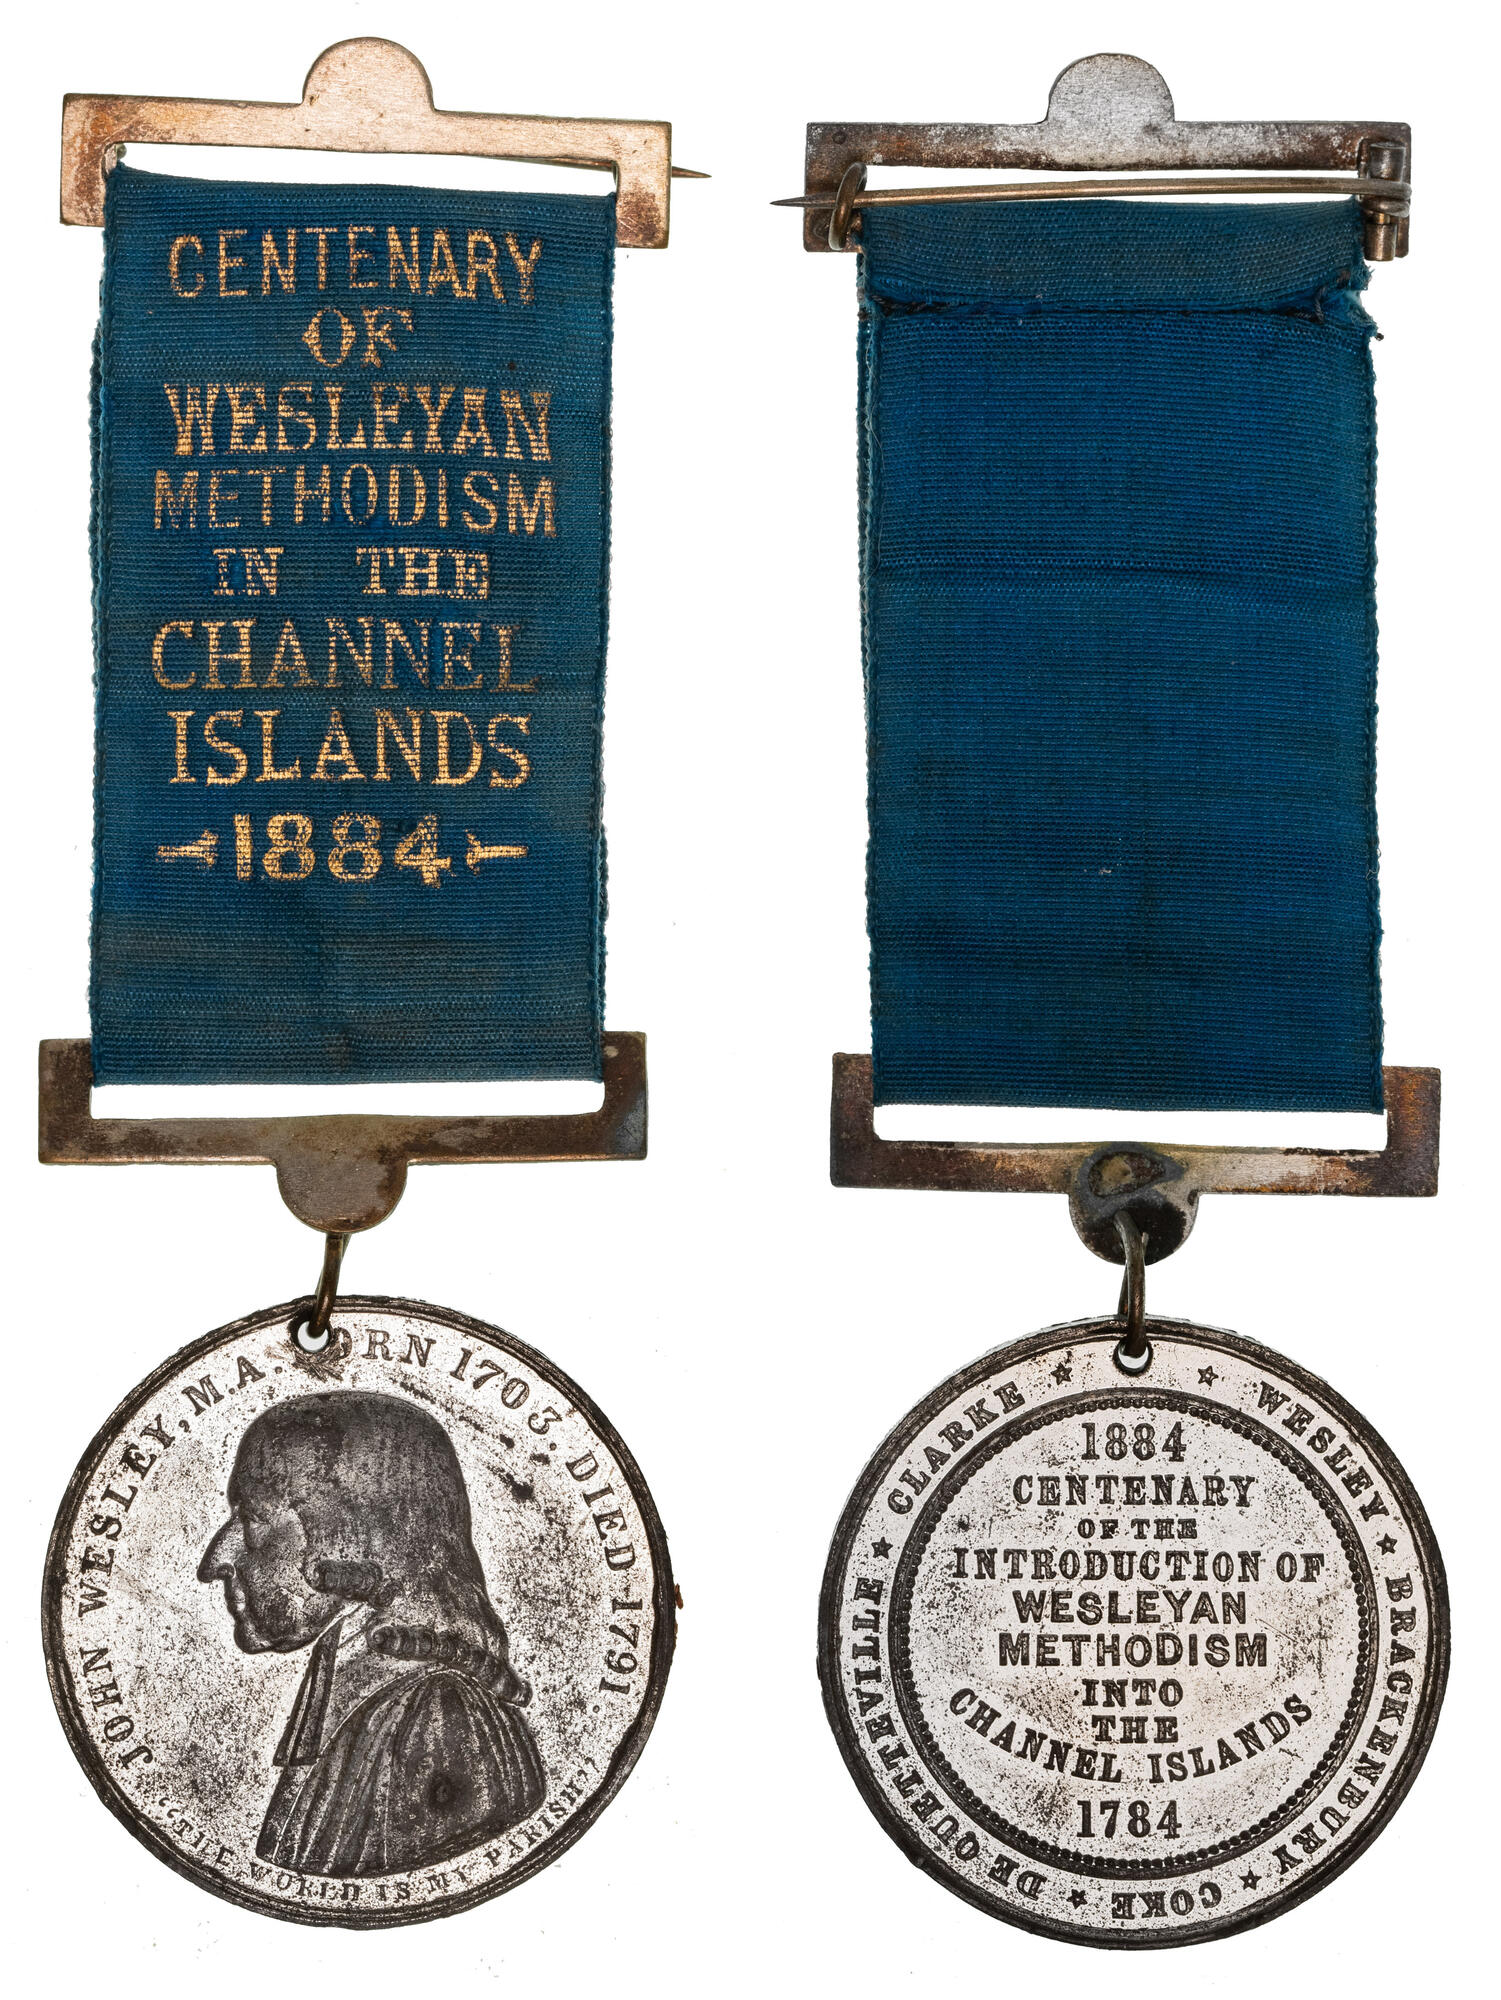 CENTENARY
OF
WESLEYAN
METHODISM
IN THE
CHANNEL
ISLANDS
1884
JOHN WESLEY, M.A. BORN 1703. DIED 1791.
"THE WORLD IS MY PARISH"
WESLEY ☆ BRACKENBURY ☆ COKE ☆ DE QUETTEVILLE ☆ CLARKE ☆
1884
CENTENARY
OF THE
INTRODUCTION OF
WESLEYAN
METHODISM
INTO
THE
CHANNEL ISLANDS
1784